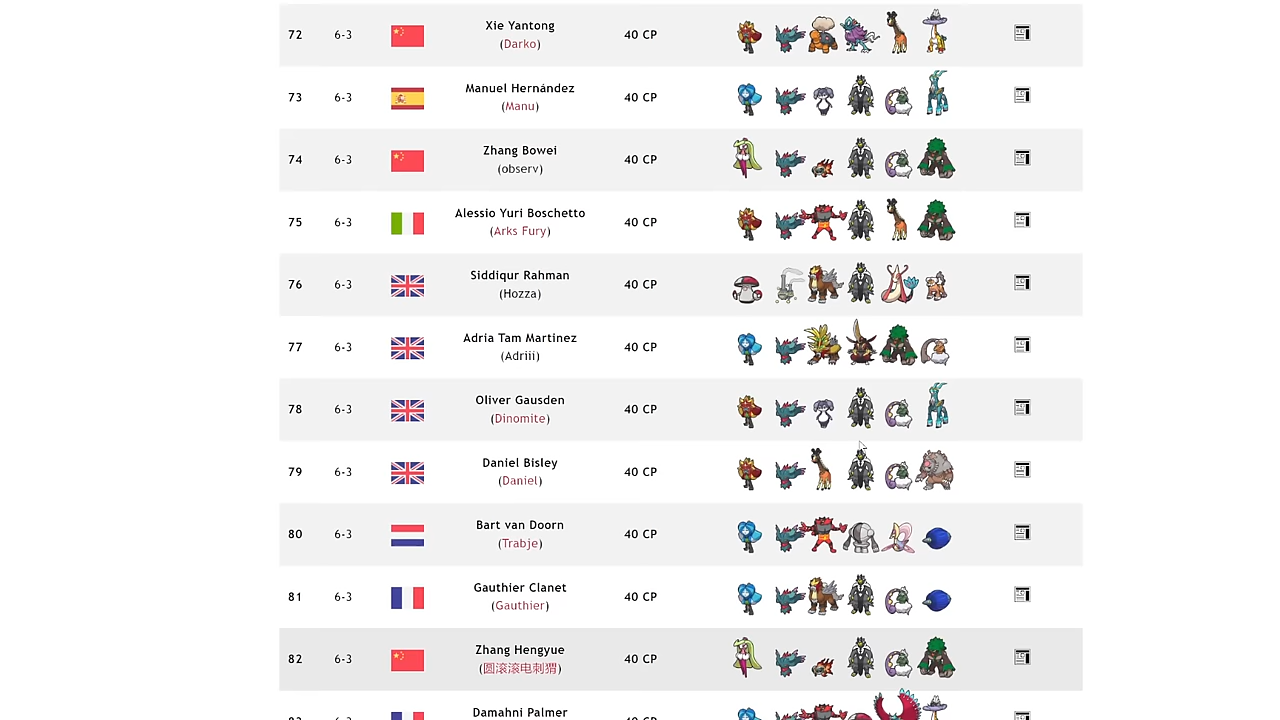 72 6-3 Xie Yantong 40 CP
(Darko)
73 6-3 Manuel Hernández 40 CP
(Manu)
74 6-3 Zhang Bowei 40 CP
(observ)
75 6-3 Alessio Yuri Boschetto 40 CP
(Arks Fury)
76 6-3 Siddiqur Rahman 40 CP
(Hozza)
77 6-3 Adria Tam Martinez 40 CP
(Adriii)
78 6-3 Oliver Gausden 40 CP
(Dinomite)
79 6-3 Daniel Bisley 40 CP
(Daniel)
80 6-3 Bart van Doorn 40 CP
(Trabje)
81 6-3 Gauthier Clanet 40 CP
(Gauthier)
82 6-3 Zhang Hengyue 40 CP
(圆滚滚电刺猬)
Damahni Palmer